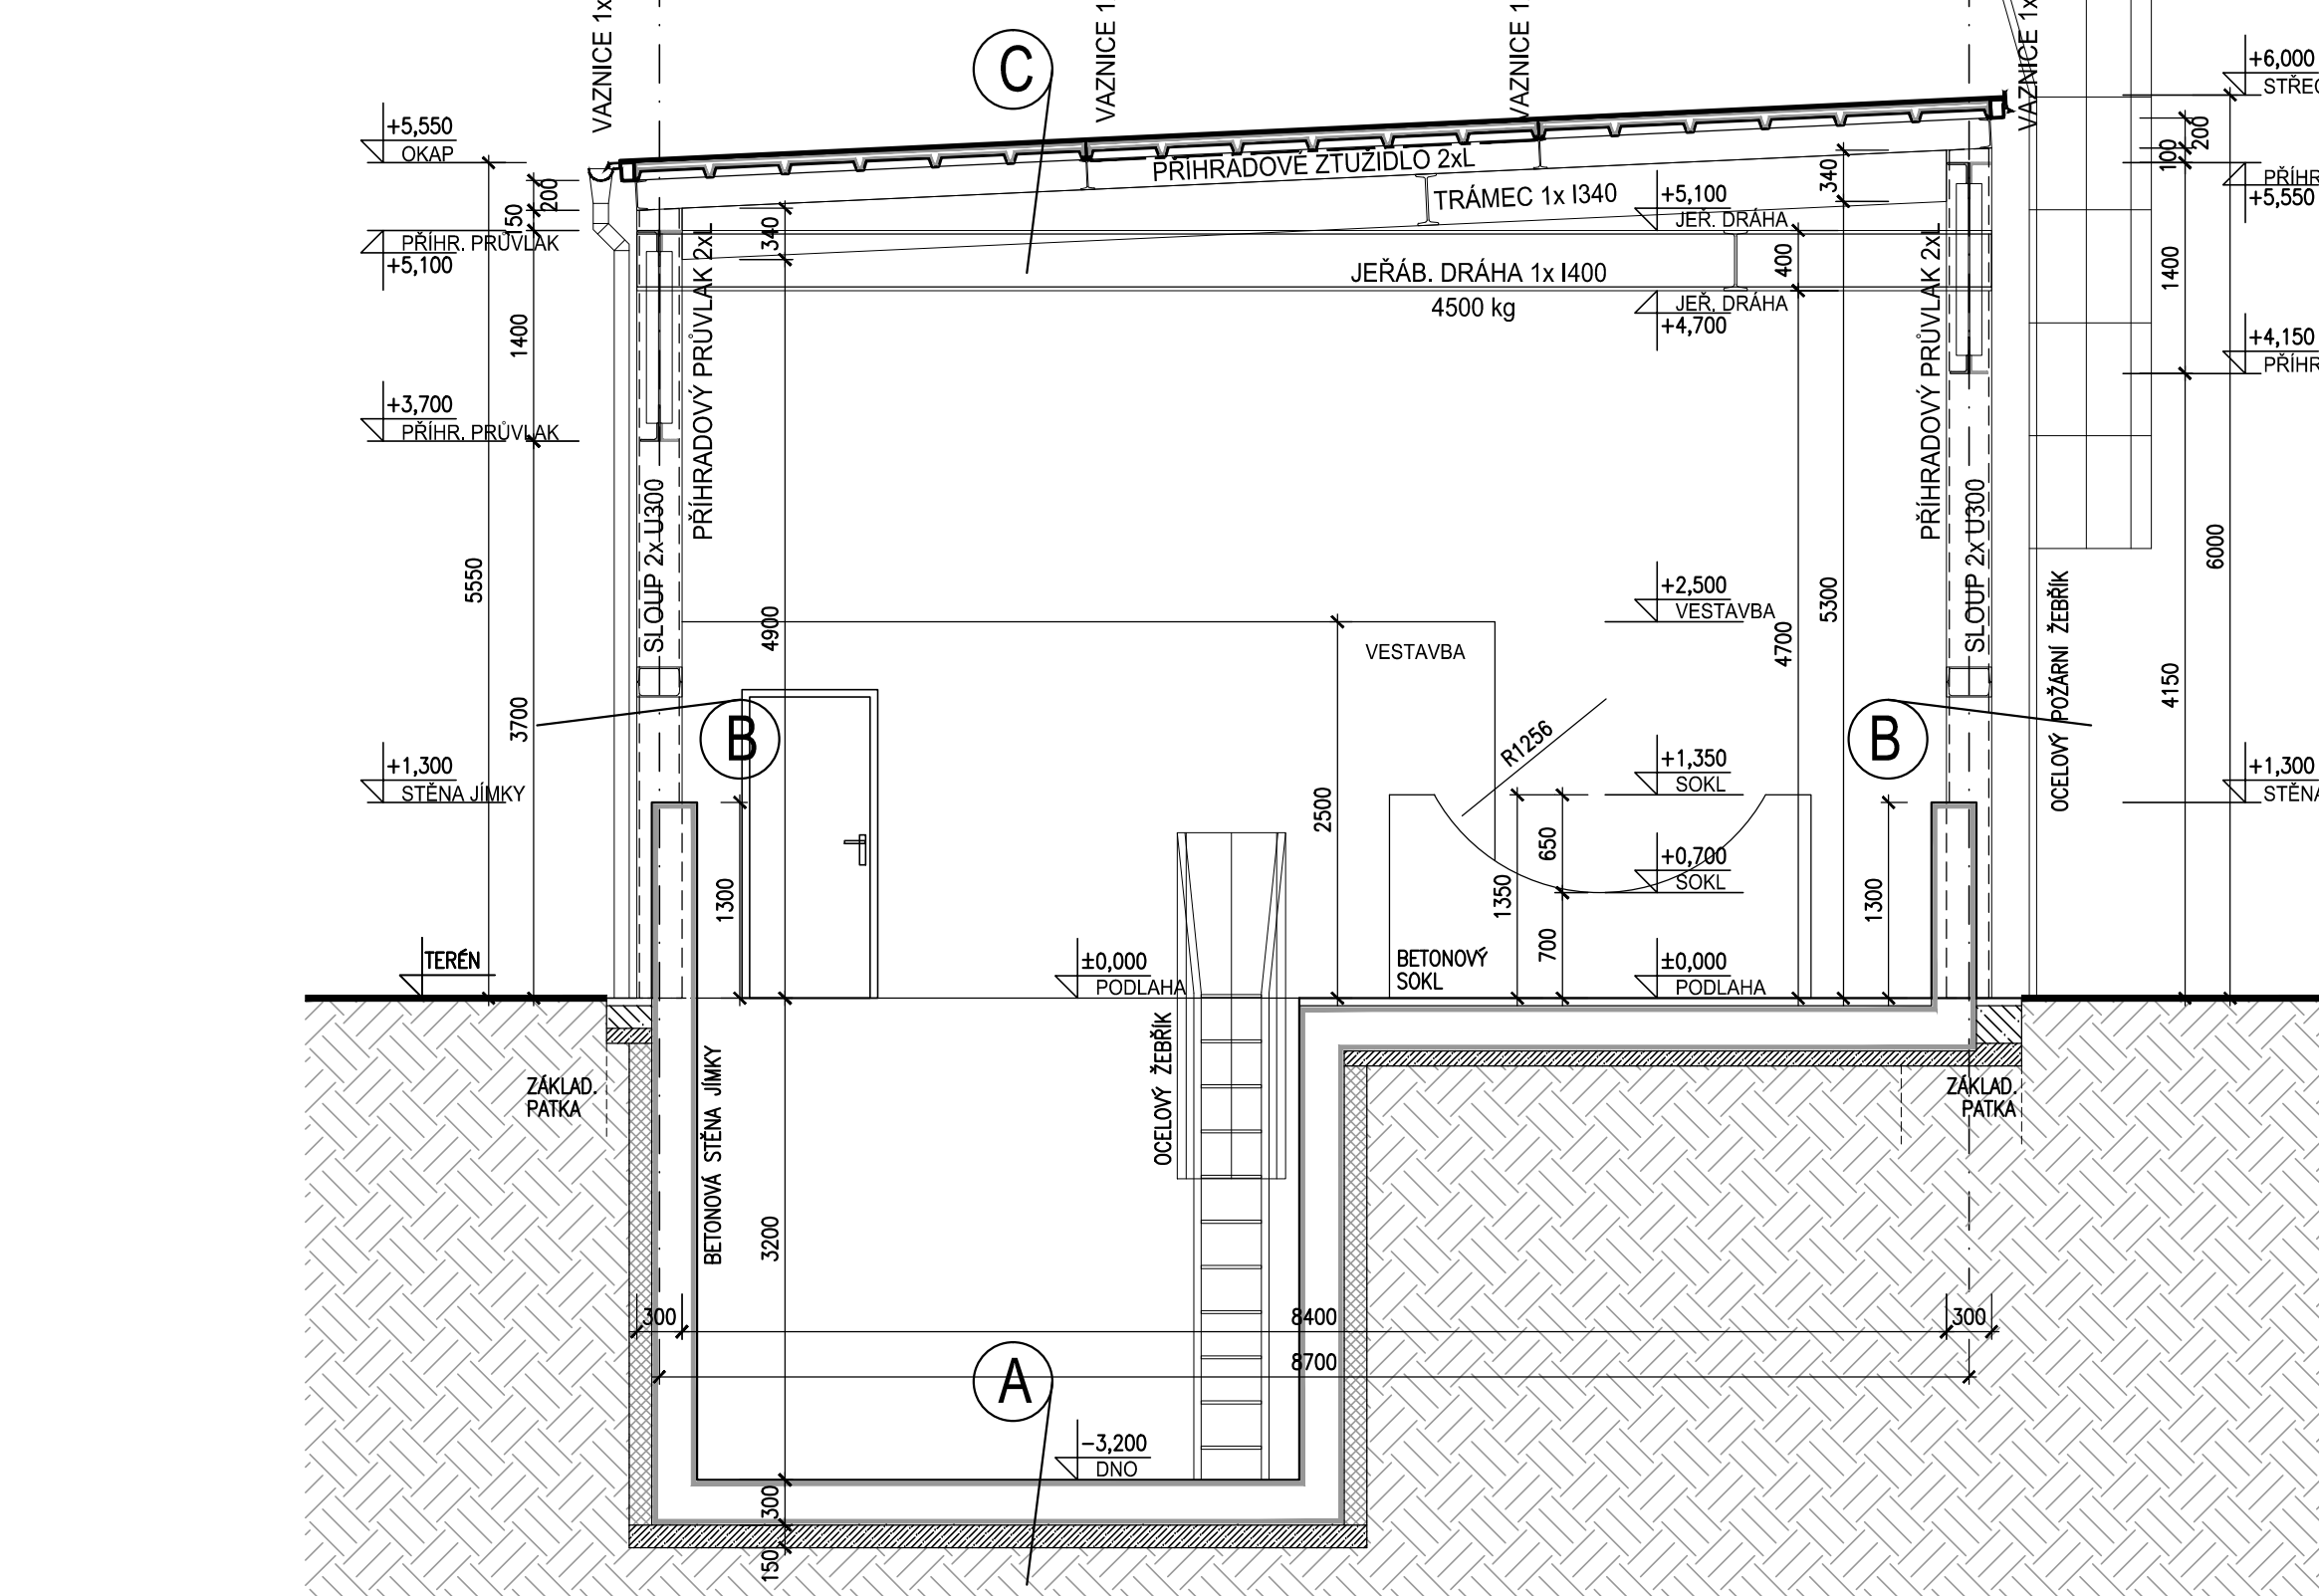 VAZNICE 1x
VAZNICE 1
VAZNICE 1
VAZNICE 1x
C
+6,000
+5,550
OKAP
200
150
PŘÍHR. PRŮVLAK
+5,100
1400
+3,700
PŘÍHR. PRŮVLAK
5550
3700
+1,300
STĚNA JÍMKY
TERÉN
PŘÍHRADOVÉ ZTUŽIDLO 2xL
TRÁMEC 1x I340
340
+5,100
JEŘ. DRÁHA
JEŘÁB. DRÁHA 1x I400
4500 kg
JEŘ. DRÁHA
+4,700
400
340
PŘÍHRADOVÝ PRŮVLAK 2xL
SLOUP 2x U300
PŘÍHRADOVÝ PRŮVLAK 2xL
SLOUP 2x U300
100
200
+5,550
1400
+4,150
6000
4150
OCELOVÝ POŽÁRNÍ ŽEBŘÍK
+1,300
4900
4700
5300
+2,500
VESTAVBA
VESTAVBA
B
B
R1256
2500
+1,350
SOKL
650
1350
+0,700
SOKL
700
1300
1300
±0,000
PODLAHA
BETONOVÝ
SOKL
±0,000
PODLAHA
ZÁKLAD.
PATKA
BETONOVÁ STĚNA JÍMKY
OCELOVÝ ŽEBŘÍK
ZÁKLAD.
PATKA
3200
300
8400
300
8700
A
-3,200
DNO
300
150